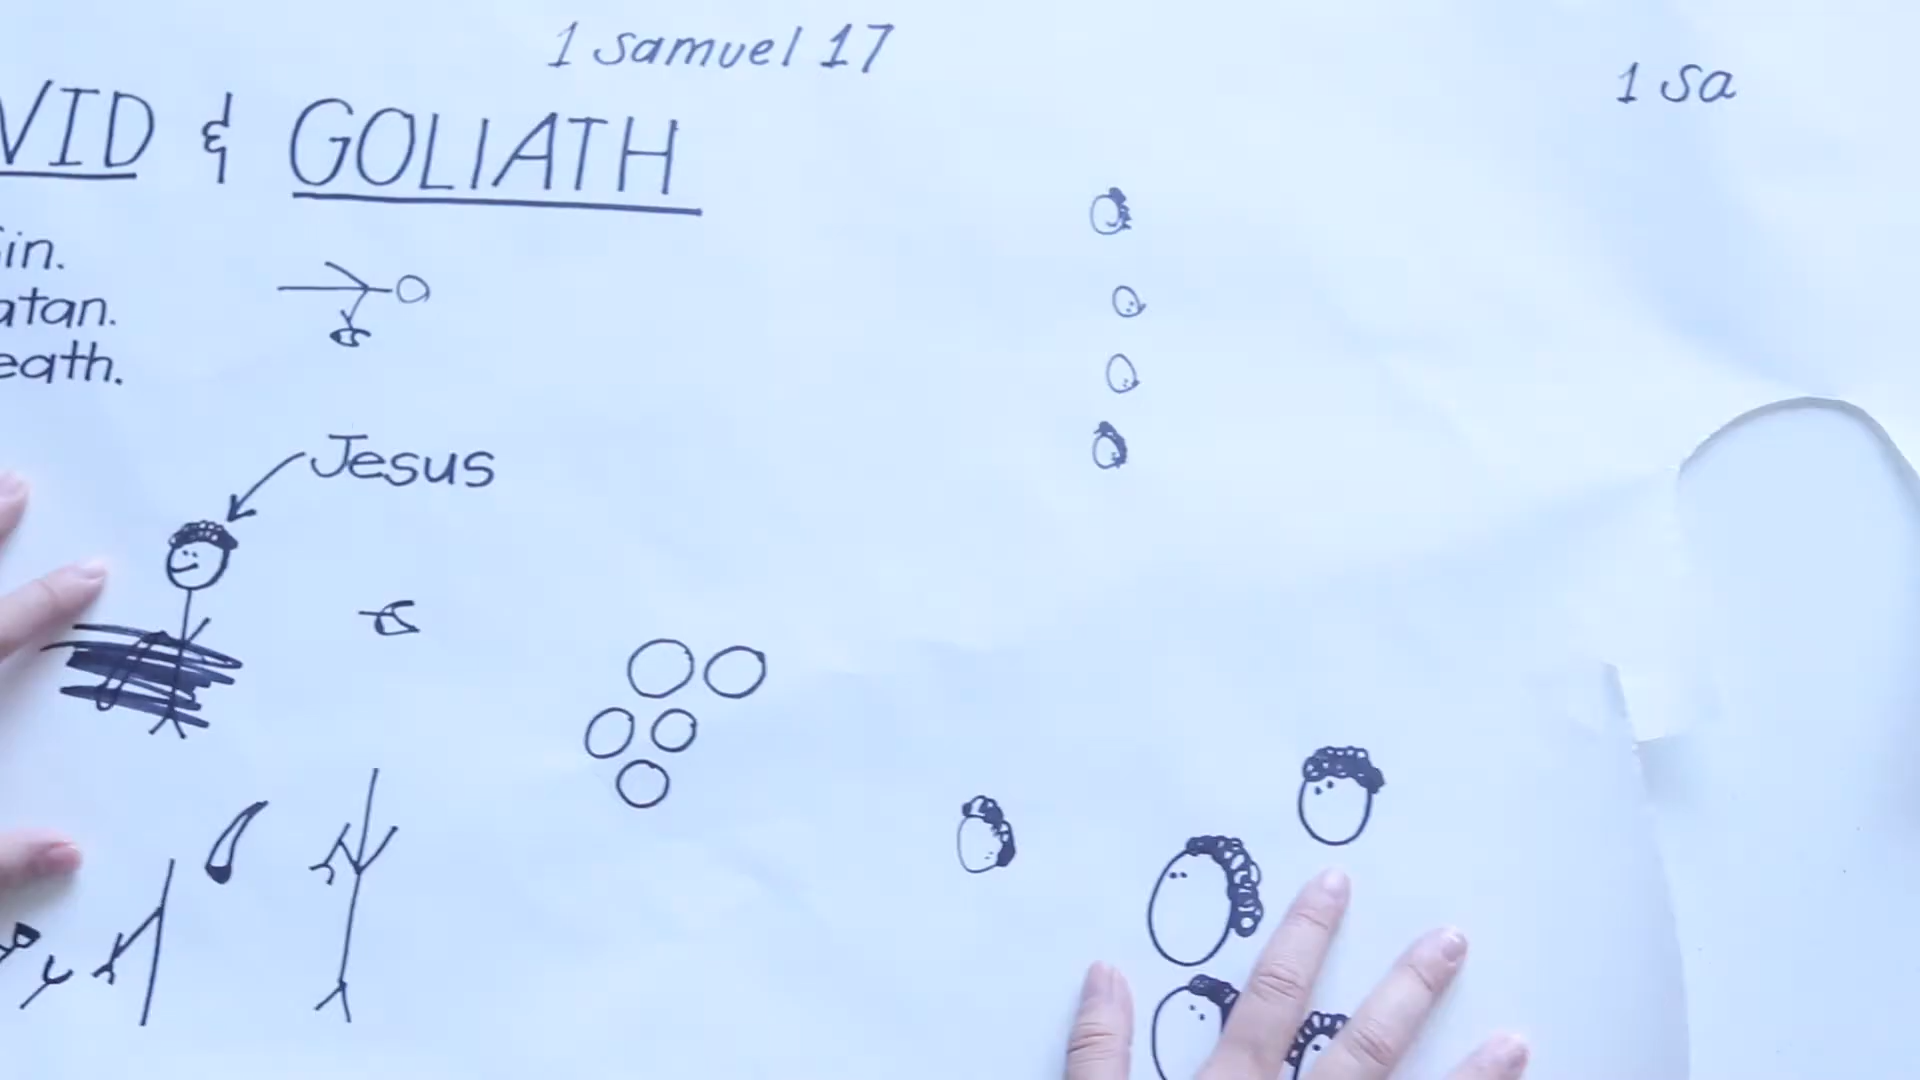 1 Samuel 17
1 Sa
VID & GOLIATH
in.
atan.
eath.
Jesus